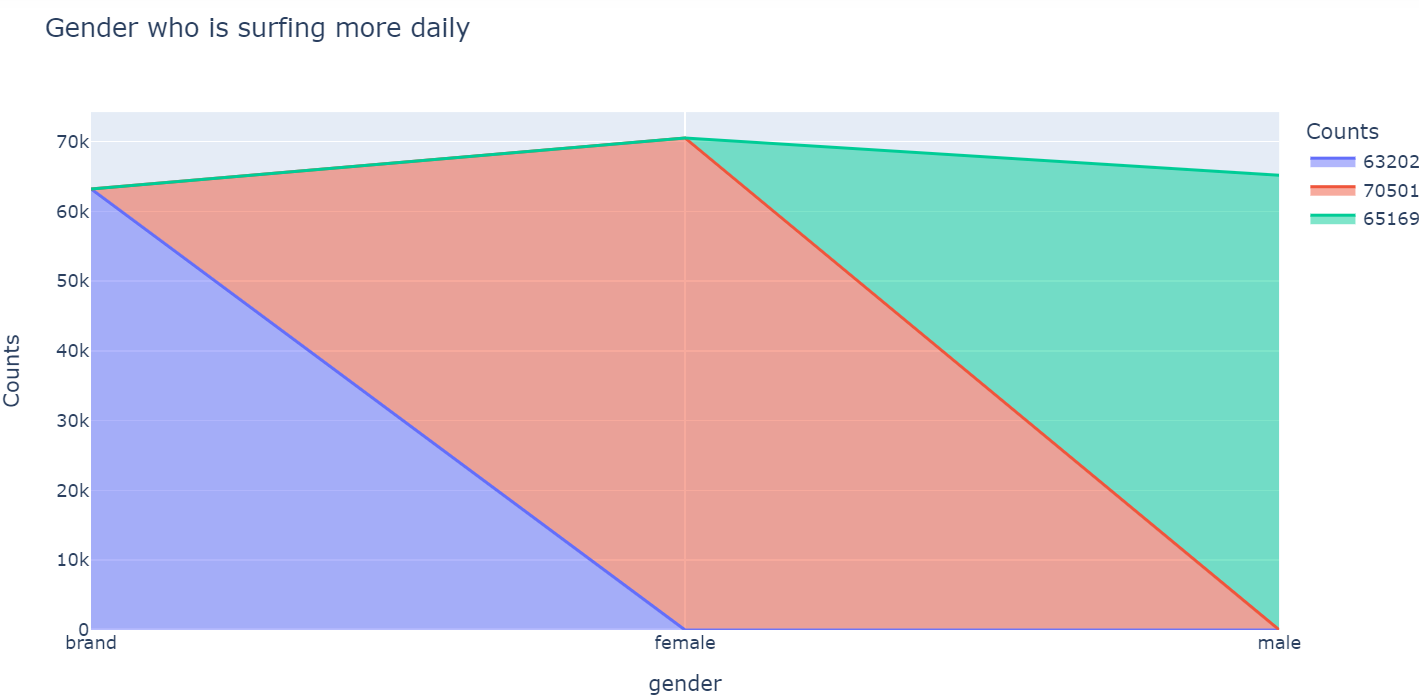 Gender who is surfing more daily
Counts
63202
70501
65169
70k
60k
50k
40k
30k
20k
10k
0
Counts
brand
female
male
gender